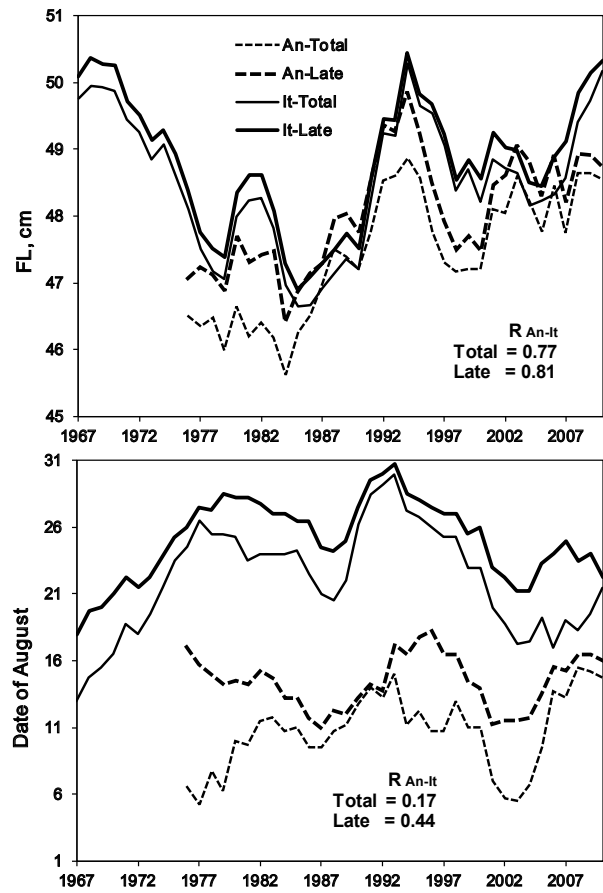 51
50
49
48
47
46
45
FL, cm
An-Total
An-Late
It-Total
It-Late
R An-It
Total = 0.77
Late = 0.81
1967 1972 1977 1982 1987 1992 1997 2002 2007
31
26
21
16
11
6
1
Date of August
R An-It
Total = 0.17
Late = 0.44
1967 1972 1977 1982 1987 1992 1997 2002 2007